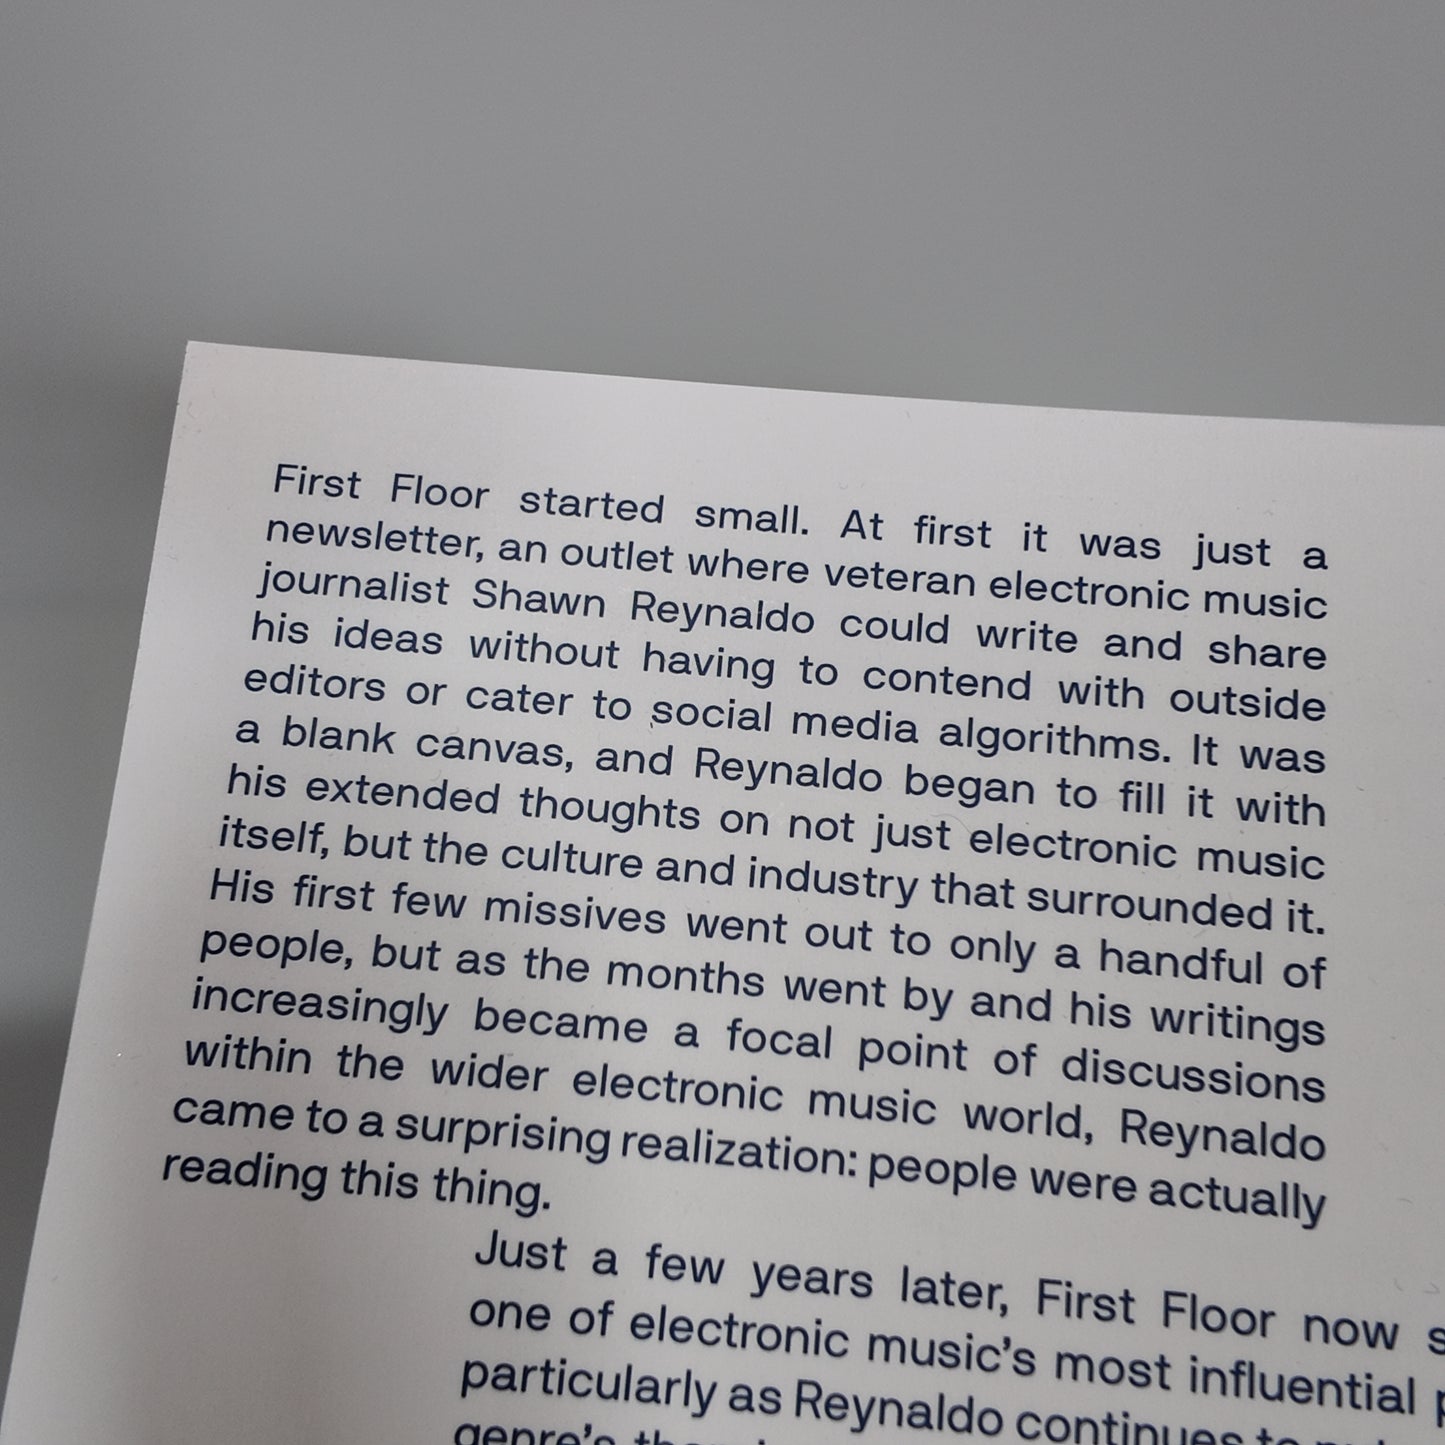 First Floor started small. At first it was just a
newsletter, an outlet where veteran electronic music
journalist Shawn Reynaldo could write and share
his ideas without having to contend with outside
editors or cater to social media algorithms. It was
a blank canvas, and Reynaldo began to fill it with
his extended thoughts on not just electronic music
itself, but the culture and industry that surrounded it.
His first few missives went out to only a handful of
people, but as the months went by and his writings
increasingly became a focal point of discussions
within the wider electronic music world, Reynaldo
came to a surprising realization: people were actually
reading this thing.
Just a few years later, First Floor now
one of electronic music's most influential
particularly as Reynaldo continues to
genre's